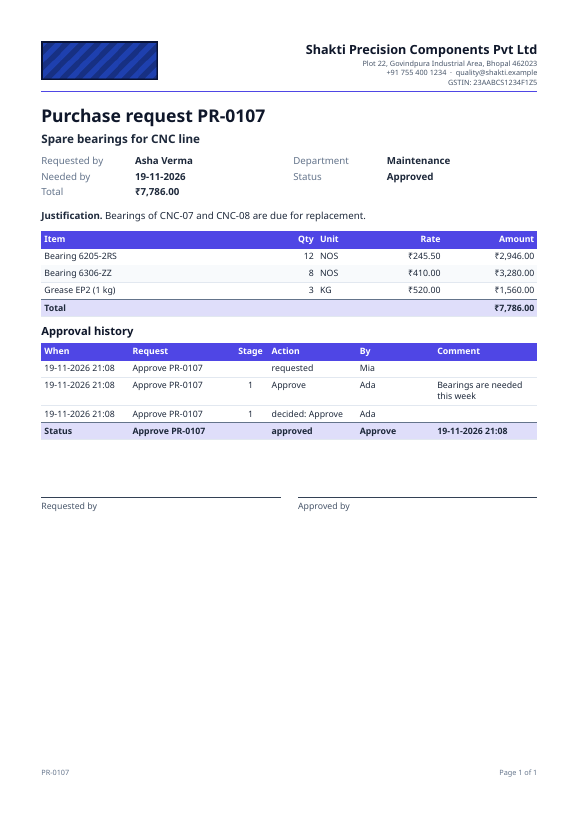 Shakti Precision Components Pvt Ltd
Plot 22, Govindpura Industrial Area, Bhopal 462023
+91 755 400 1234 · quality@shakti.example
GSTIN: 23AABCS1234F1Z5
Purchase request PR-0107
Spare bearings for CNC line
Requested by Asha Verma Department Maintenance
Needed by 19-11-2026 Status Approved
Total ₹7,786.00
Justification. Bearings of CNC-07 and CNC-08 are due for replacement.
Item Qty Unit Rate Amount
Bearing 6205-2RS 12 NOS ₹245.50 ₹2,946.00
Bearing 6306-ZZ 8 NOS ₹410.00 ₹3,280.00
Grease EP2 (1 kg) 3 KG ₹520.00 ₹1,560.00
Total ₹7,786.00
Approval history
When Request Stage Action By Comment
19-11-2026 21:08 Approve PR-0107 requested Mia
19-11-2026 21:08 Approve PR-0107 1 Approve Ada Bearings are needed
this week
19-11-2026 21:08 Approve PR-0107 1 decided: Approve Ada
Status Approve PR-0107 approved Approve 19-11-2026 21:08
Requested by Approved by
PR-0107 Page 1 of 1